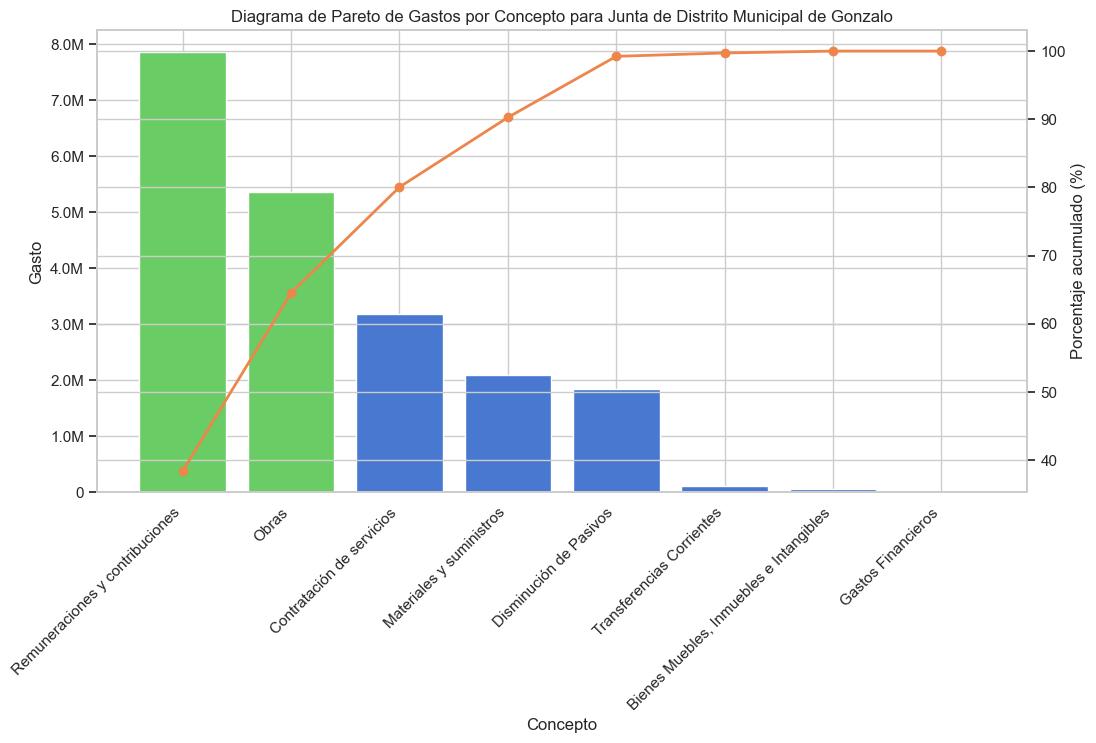 Diagrama de Pareto de Gastos por Concepto para Junta de Distrito Municipal de Gonzalo
8.0M
7.0M
6.0M
5.0M
4.0M
3.0M
2.0M
1.0M
0
Gasto
100
90
80
70
60
50
40
Porcentaje acumulado (%)
Remuneraciones y contribuciones
Obras
Contratación de servicios
Materiales y suministros
Disminución de Pasivos
Transferencias Corrientes
Bienes Muebles, Inmuebles e Intangibles
Gastos Financieros
Concepto